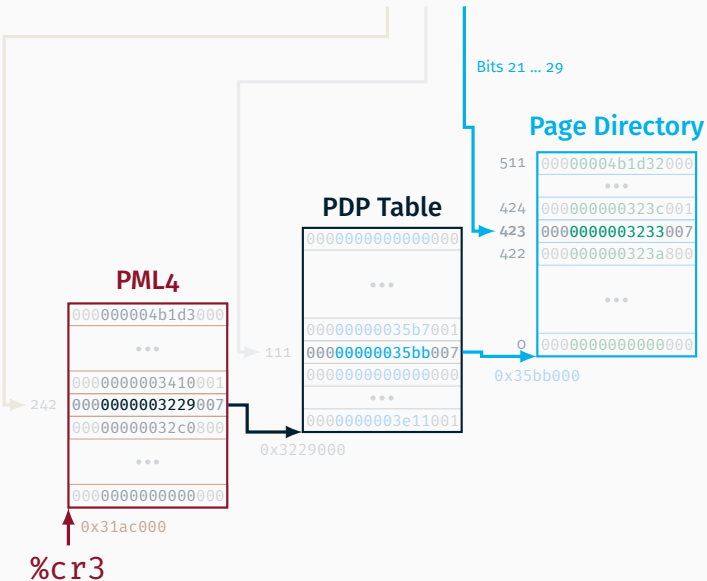 Bits 21 … 29
Page Directory
511 00000004b1d32000
•••
424 000000000323c001
423 0000000003233007
422 000000000323a800
•••
0 0000000000000000
0x35bb000
PDP Table
0000000000000000
•••
00000000035b7001
111 00000000035bb007
0000000000000000
•••
0000000003e11001
0x3229000
PML4
000000004b1d3000
•••
0000000003410001
242 0000000003229007
00000000032c0800
•••
0000000000000000
0x31ac000
%cr3